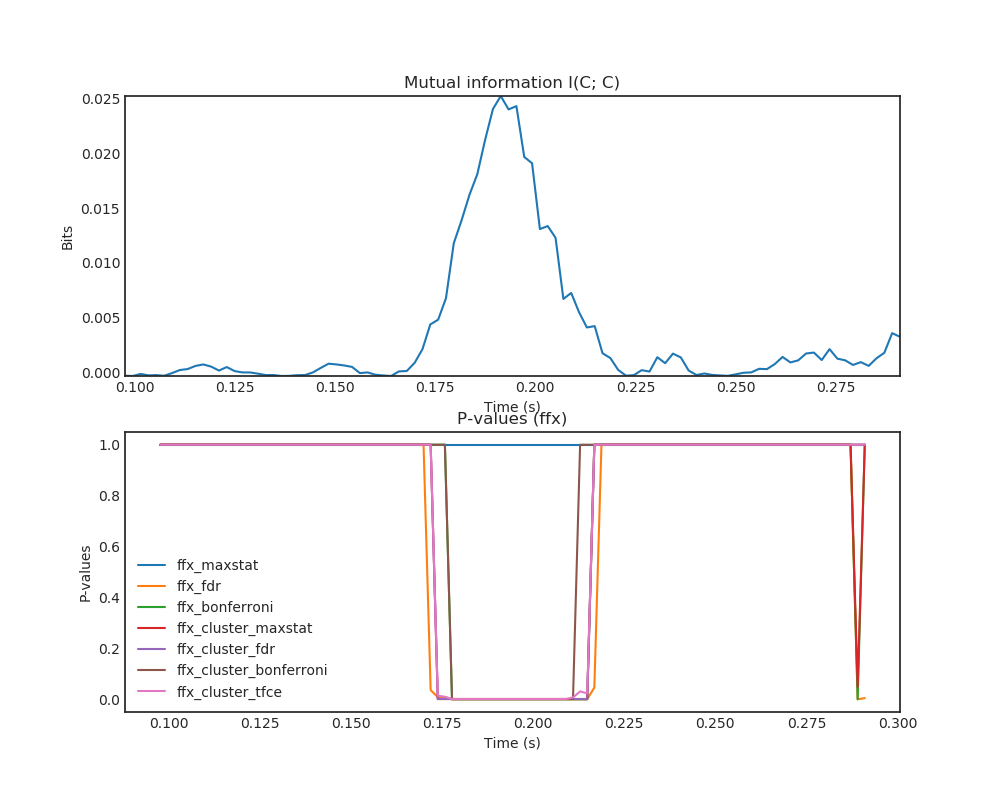 Mutual information I(C; C)
0.025
0.020
0.015
0.010
0.005
0.000
Bits
0.100 0.125 0.150 0.175 0.200 0.225 0.250 0.275
Time (s)
P-values (ffx)
1.0
0.8
0.6
0.4
0.2
0.0
P-values
ffx_maxstat
ffx_fdr
ffx_bonferroni
ffx_cluster_maxstat
ffx_cluster_fdr
ffx_cluster_bonferroni
ffx_cluster_tfce
0.100 0.125 0.150 0.175 0.200 0.225 0.250 0.275 0.300
Time (s)